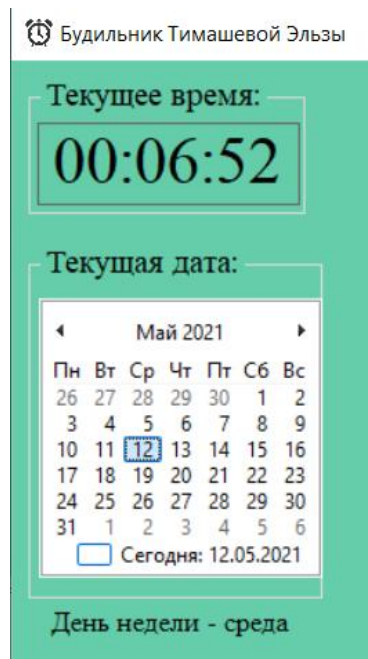 Будильник Тимашевой Эльзы
Текущее время:
00:06:52
Текущая дата:
Май 2021
Пн Вт Ср Чт Пт Сб Вс
26 27 28 29 30 1 2
3 4 5 6 7 8 9
10 11 12 13 14 15 16
17 18 19 20 21 22 23
24 25 26 27 28 29 30
31 1 2 3 4 5 6
Сегодня: 12.05.2021
День недели - среда